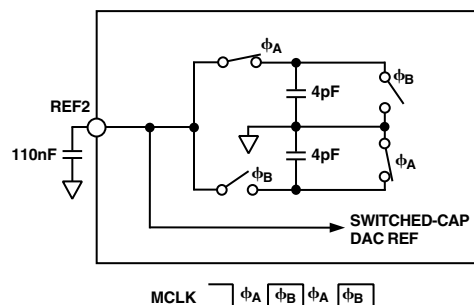 ϕA
ϕB
REF2
4pF
110nF
4pF
ϕA
ϕB
SWITCHED-CAP
DAC REF
MCLK ϕA ϕB ϕA ϕB